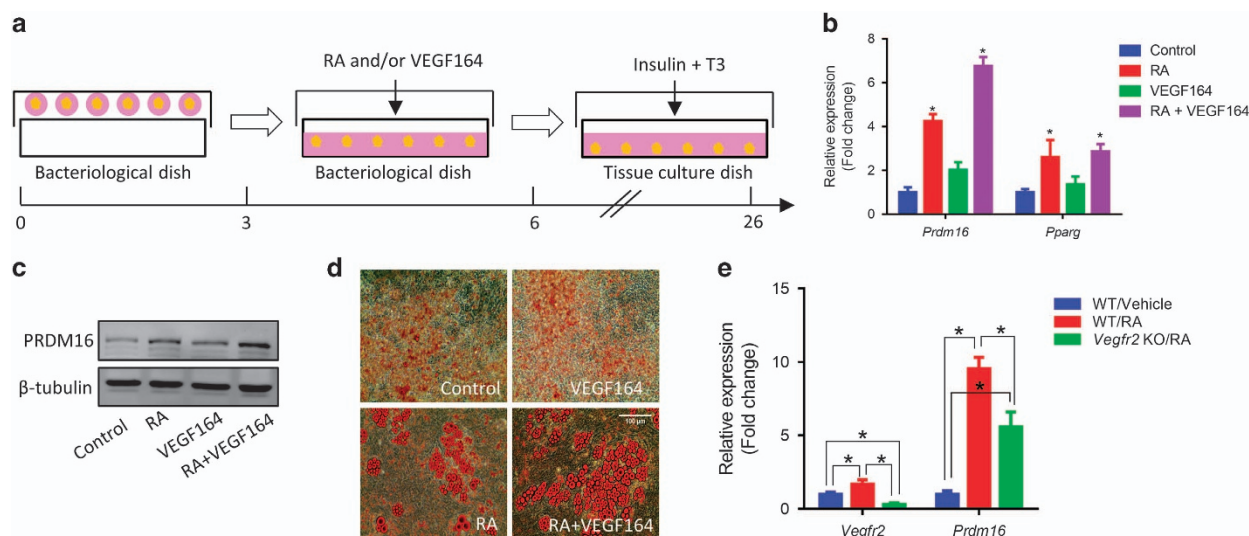 a
RA and/or VEGF164
Insulin + T3
Bacteriological dish
Bacteriological dish
Tissue culture dish
0
3
6
26
b
Relative expression
(Fold change)
8
6
4
2
0
Prdm16
Pparg
*
*
*
*
Control
RA
VEGF164
RA + VEGF164
c
PRDM16
β-tubulin
Control
RA
VEGF164
RA+VEGF164
d
Control
VEGF164
RA
100 µm
RA+VEGF164
e
Relative expression
(Fold change)
15
10
5
0
Vegfr2
Prdm16
*
*
*
*
*
*
WT/Vehicle
WT/RA
Vegfr2 KO/RA